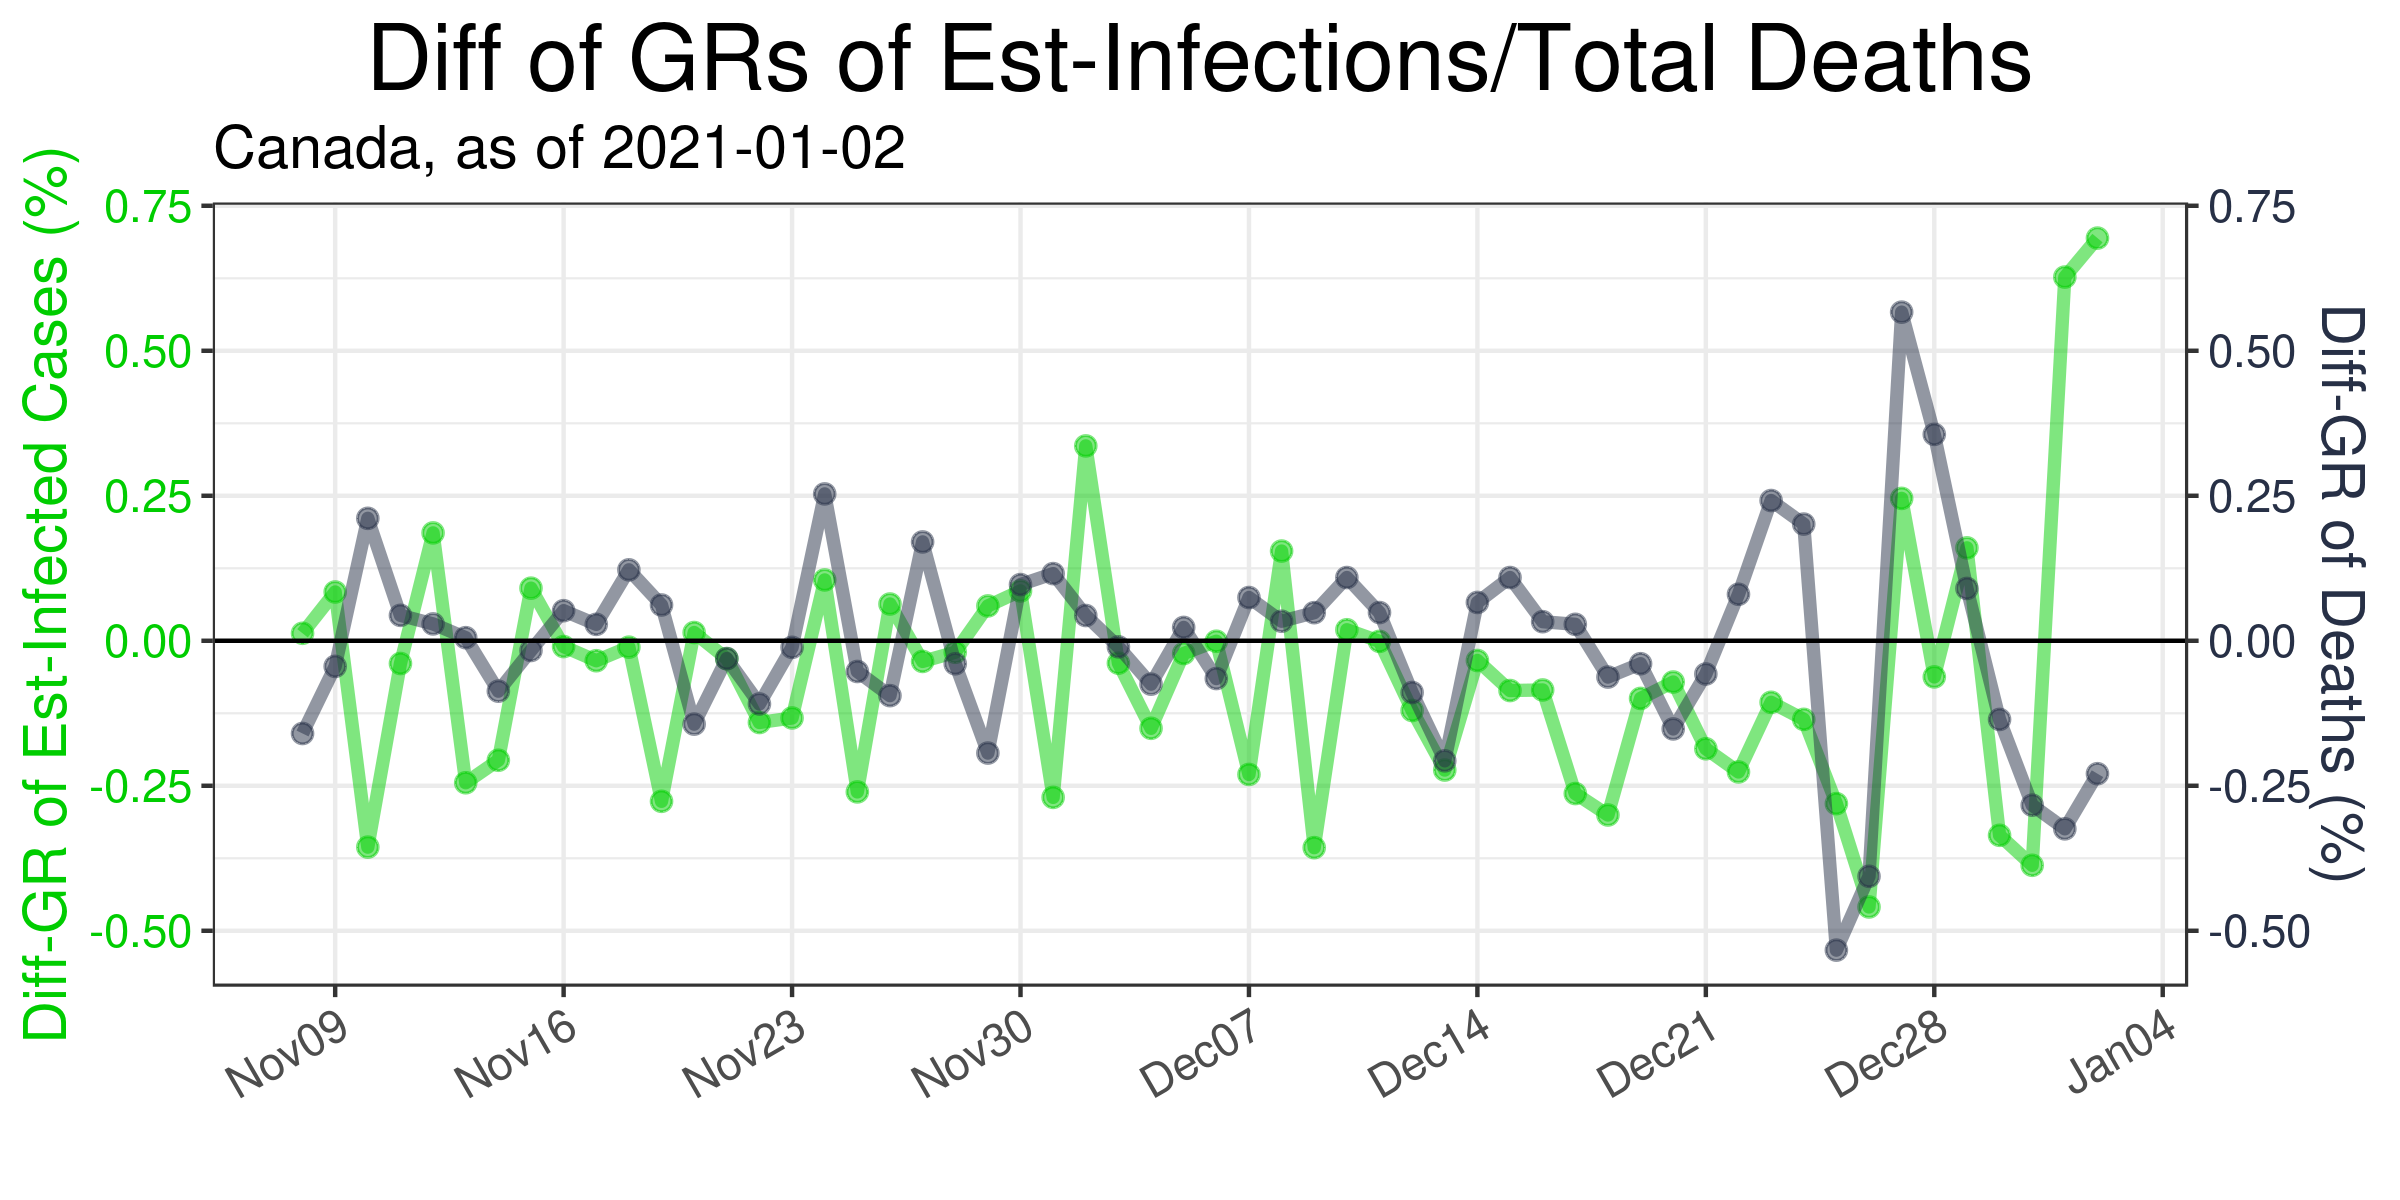 Diff of GRs of Est-Infections/Total Deaths
Canada, as of 2021-01-02
Diff-GR of Est-Infected Cases (%)
0.75
0.50
0.25
0.00
-0.25
-0.50
0.75
0.50
0.25
0.00
-0.25
-0.50
Diff-GR of Deaths (%)
Nov09
Nov16
Nov23
Nov30
Dec07
Dec14
Dec21
Dec28
Jan04